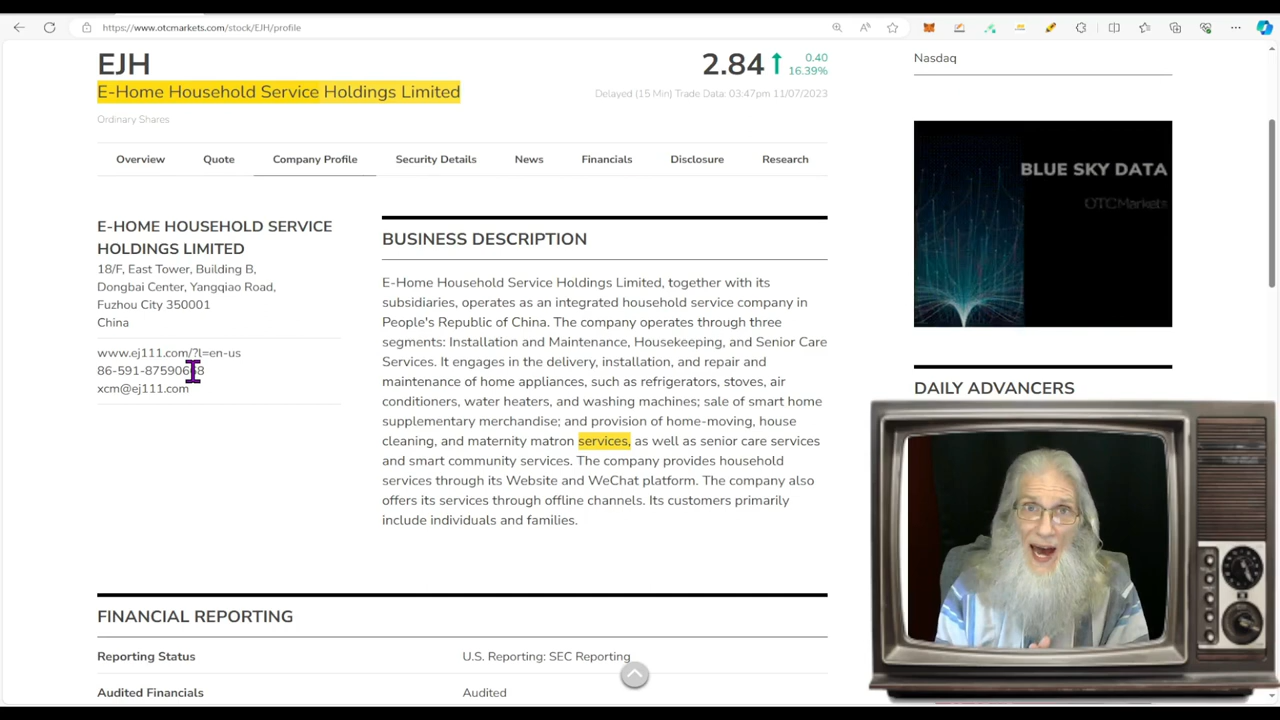 https://www.otcmarkets.com/stock/EJH/profile
EJH
2.84
0.40
16.39%
E-Home Household Service Holdings Limited
Delayed (15 Min) Trade Data: 03:47pm 11/07/2023
Ordinary Shares
Nasdaq
Overview
Quote
Company Profile
Security Details
News
Financials
Disclosure
Research
E-HOME HOUSEHOLD SERVICE
HOLDINGS LIMITED
18/F, East Tower, Building B,
Dongbai Center, Yangqiao Road,
Fuzhou City 350001
China
www.ej111.com/?l=en-us
xcm@ej111.com
BUSINESS DESCRIPTION
E-Home Household Service Holdings Limited, together with its
subsidiaries, operates as an integrated household service company in
People's Republic of China. The company operates through three
segments: Installation and Maintenance, Housekeeping, and Senior Care
Services. It engages in the delivery, installation, and repair and
maintenance of home appliances, such as refrigerators, stoves, air
conditioners, water heaters, and washing machines; sale of smart home
supplementary merchandise; and provision of home-moving, house
cleaning, and maternity matron services, as well as senior care services
and smart community services. The company provides household
services through its Website and WeChat platform. The company also
offers its services through offline channels. Its customers primarily
include individuals and families.
BLUE SKY DATA
OTCMarkets
DAILY ADVANCERS
FINANCIAL REPORTING
Reporting Status
U.S. Reporting: SEC Reporting
Audited Financials
Audited